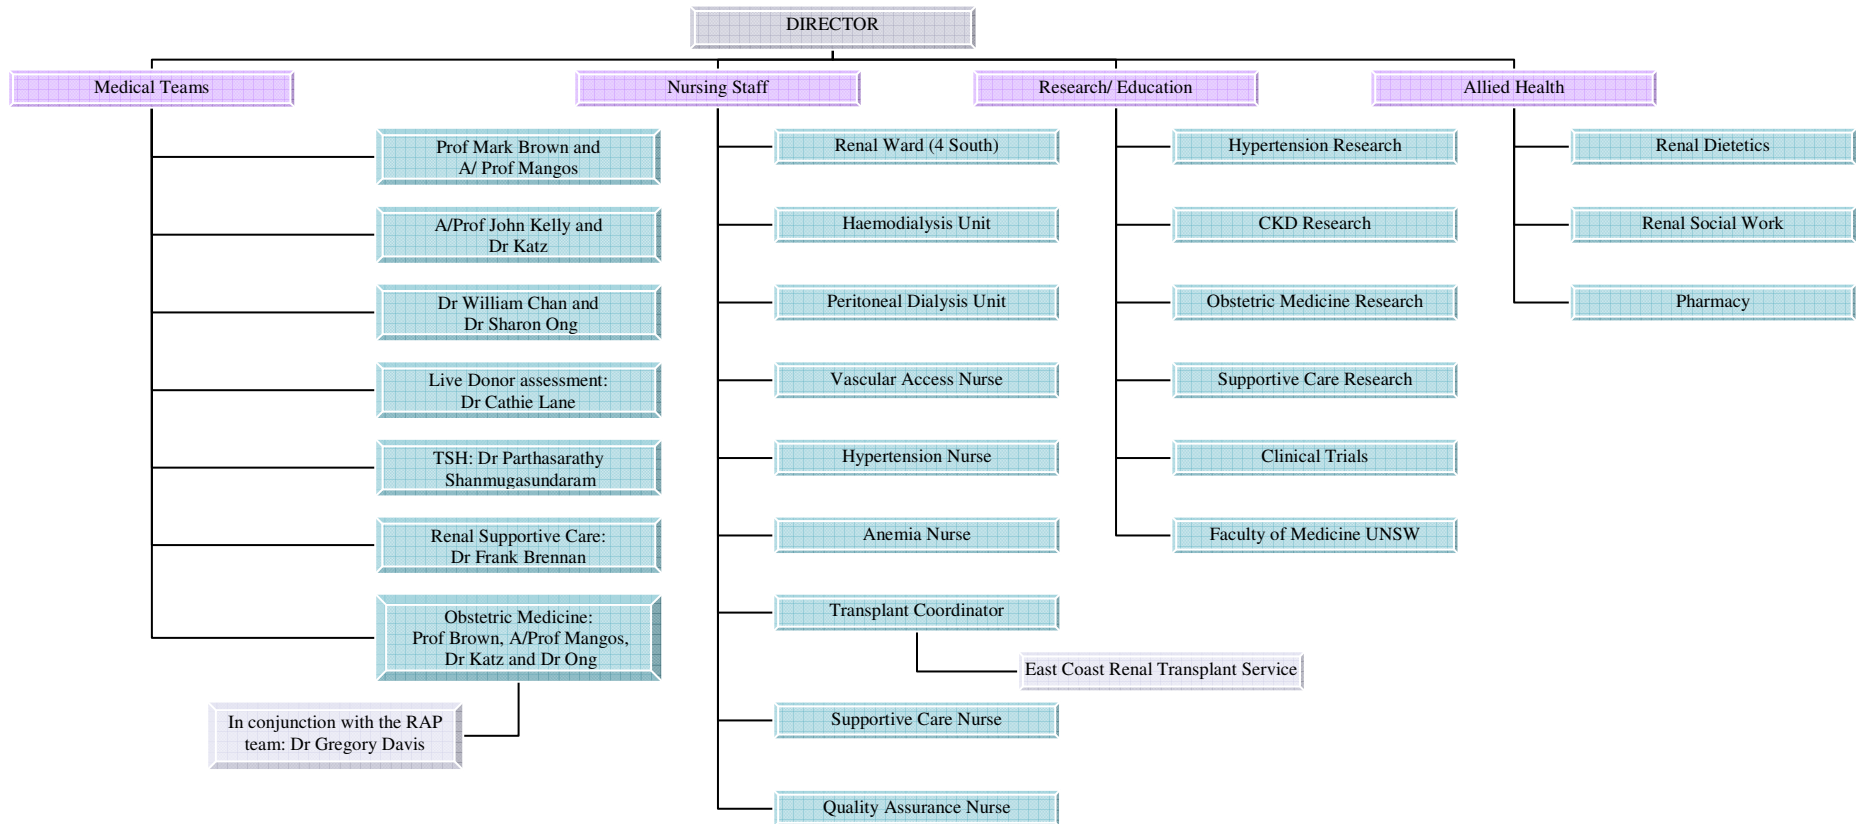 DIRECTOR
Medical Teams
Nursing Staff
Research/ Education
Allied Health
Prof Mark Brown and
A/ Prof Mangos
A/Prof John Kelly and
Dr Katz
Dr William Chan and
Dr Sharon Ong
Live Donor assessment:
Dr Cathie Lane
TSH: Dr Parthasarathy
Shanmugasundaram
Renal Supportive Care:
Dr Frank Brennan
Obstetric Medicine:
Prof Brown, A/Prof Mangos,
Dr Katz and Dr Ong
In conjunction with the RAP
team: Dr Gregory Davis
Renal Ward (4 South)
Haemodialysis Unit
Peritoneal Dialysis Unit
Vascular Access Nurse
Hypertension Nurse
Anemia Nurse
Transplant Coordinator
East Coast Renal Transplant Service
Supportive Care Nurse
Quality Assurance Nurse
Hypertension Research
CKD Research
Obstetric Medicine Research
Supportive Care Research
Clinical Trials
Faculty of Medicine UNSW
Renal Dietetics
Renal Social Work
Pharmacy